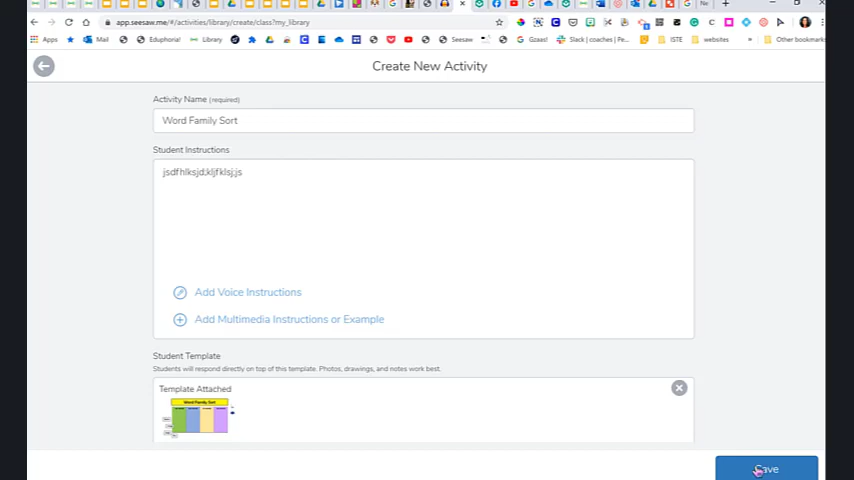 app.seesaw.me/#/activities/library/create/class?my_library
Apps Mail Eduphoria! Library Seesaw Gzaas! Slack | coaches | Pe... ISTE websites » Other bookmarks
Create New Activity
Activity Name (required)
Word Family Sort
Student Instructions
jsdfhlksjd;kljfklsj;js
Add Voice Instructions
Add Multimedia Instructions or Example
Student Template
Students will respond directly on top of this template. Photos, drawings, and notes work best.
Template Attached
Word Family Sort
Save